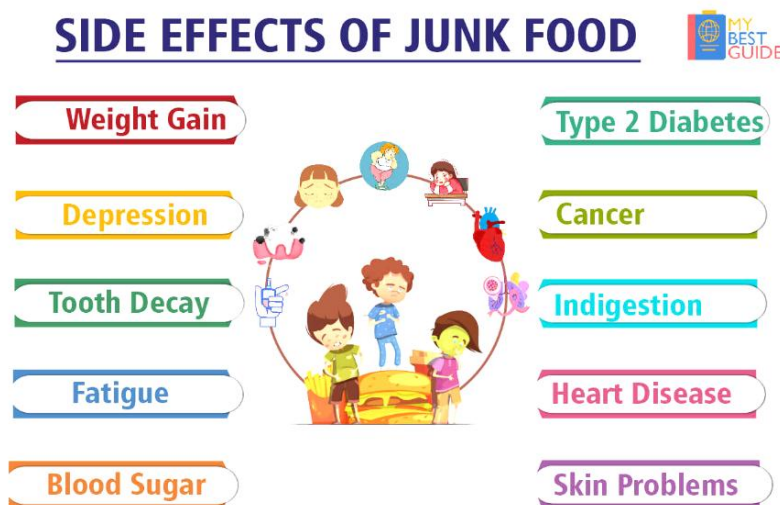 SIDE EFFECTS OF JUNK FOOD
MY
BEST
GUIDE
Weight Gain
Depression
Tooth Decay
Fatigue
Blood Sugar
Type 2 Diabetes
Cancer
Indigestion
Heart Disease
Skin Problems